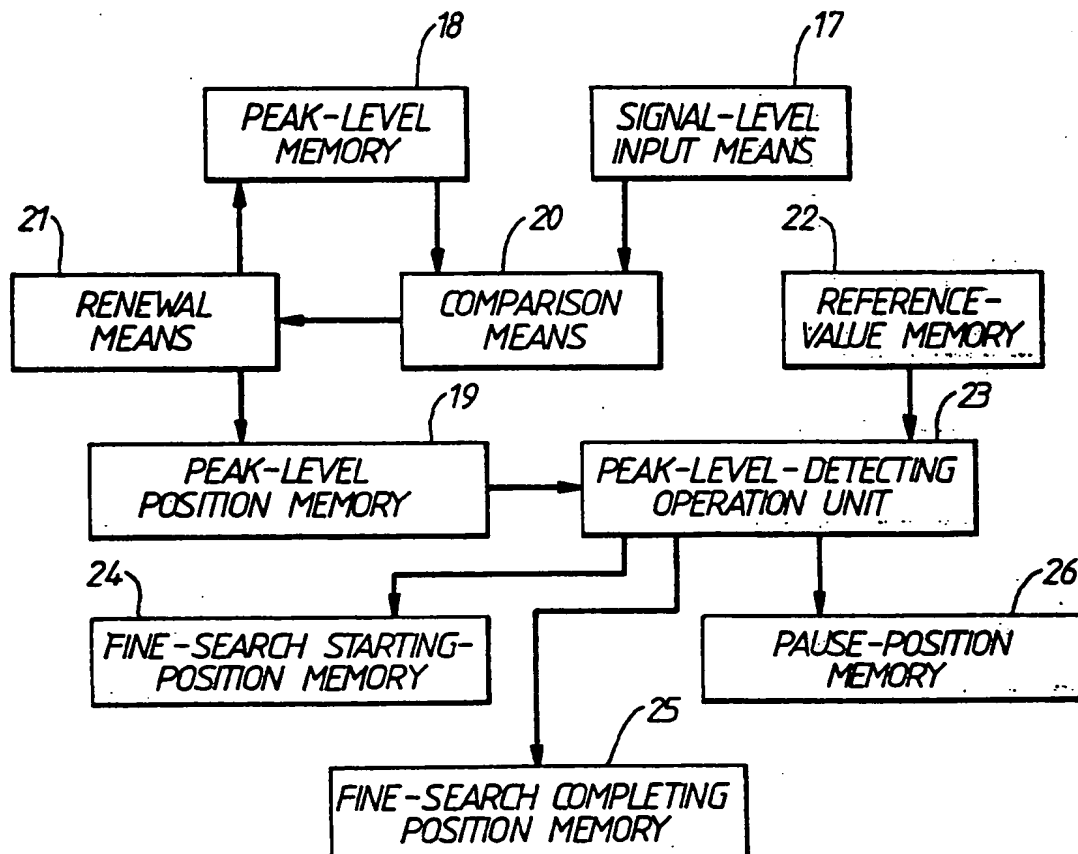 18
17
PEAK-LEVEL
MEMORY
SIGNAL-LEVEL
INPUT MEANS
21
20
22
RENEWAL
MEANS
COMPARISON
MEANS
REFERENCE-
VALUE MEMORY
19
23
PEAK-LEVEL
POSITION MEMORY
PEAK-LEVEL-DETECTING
OPERATION UNIT
24
26
FINE-SEARCH STARTING-
POSITION MEMORY
PAUSE-POSITION
MEMORY
25
FINE-SEARCH COMPLETING
POSITION MEMORY